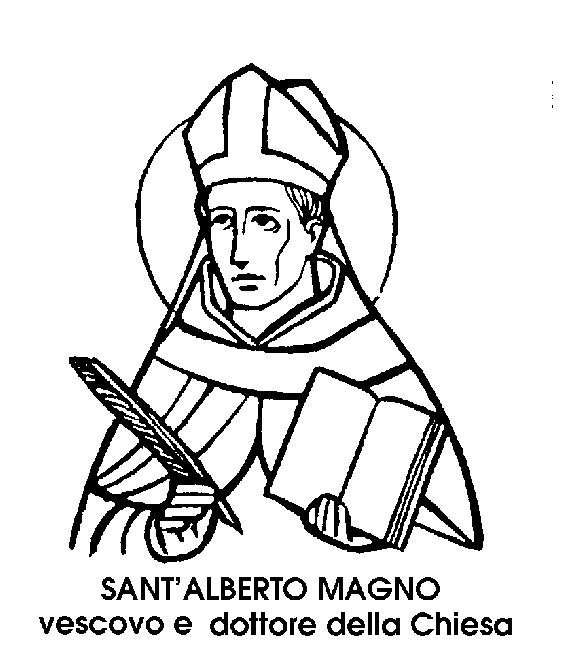 SANT'ALBERTO MAGNO
vescovo e dottore della Chiesa